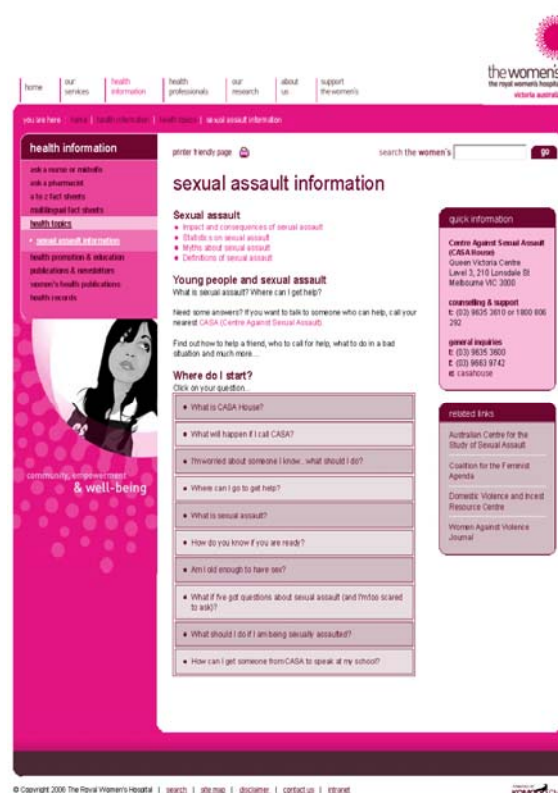 thewomen's
the royal women's hospital
victoria australia
home
our services
health information
health professionals
our research
about us
support thewomen's
you are here
home | health information | health topics | sexual assault information
health information
ask a nurse or midwife
ask a pharmacist
a to z fact sheets
multilingual fact sheets
health topics
sexual assault information
health promotion & education
publications & newsletters
women's health publications
health records
community, empowerment
& well-being
printer friendly page
search the women's
go
sexual assault information
Sexual assault
Impact and consequences of sexual assault
Statistics on sexual assault
Myths about sexual assault
Definitions of sexual assault
Young people and sexual assault
What is sexual assault? Where can I get help?
Need some answers? If you want to talk to someone who can help, call your
nearest CASA (Centre Against Sexual Assault).
Find out how to help a friend, who to call for help, what to do in a bad
situation and much more...
Where do I start?
Click on your question...
What is CASA House?
What will happen if I call CASA?
I'm worried about someone I know...what should I do?
Where can I go to get help?
What is sexual assault?
How do you know if you are ready?
Am I old enough to have sex?
What if I've got questions about sexual assault (and I'm too scared
to ask)?
What should I do if I am being sexually assaulted?
How can I get someone from CASA to speak at my school?
quick information
Centre Against Sexual Assault
(CASA House)
Queen Victoria Centre
Level 3, 210 Lonsdale St
Melbourne VIC 3000
counselling & support
t: (03) 9635 3610 or 1800 806
292
general inquiries
t: (03) 9635 3600
f: (03) 9663 9742
e: casahouse
related links
Australian Centre for the
Study of Sexual Assault
Coalition for the Feminist
Agenda
Domestic Violence and Incest
Resource Centre
Women Against Violence
Journal
© Copyright 2006 The Royal Women's Hospital | search | site map | disclaimer | contact us | intranet